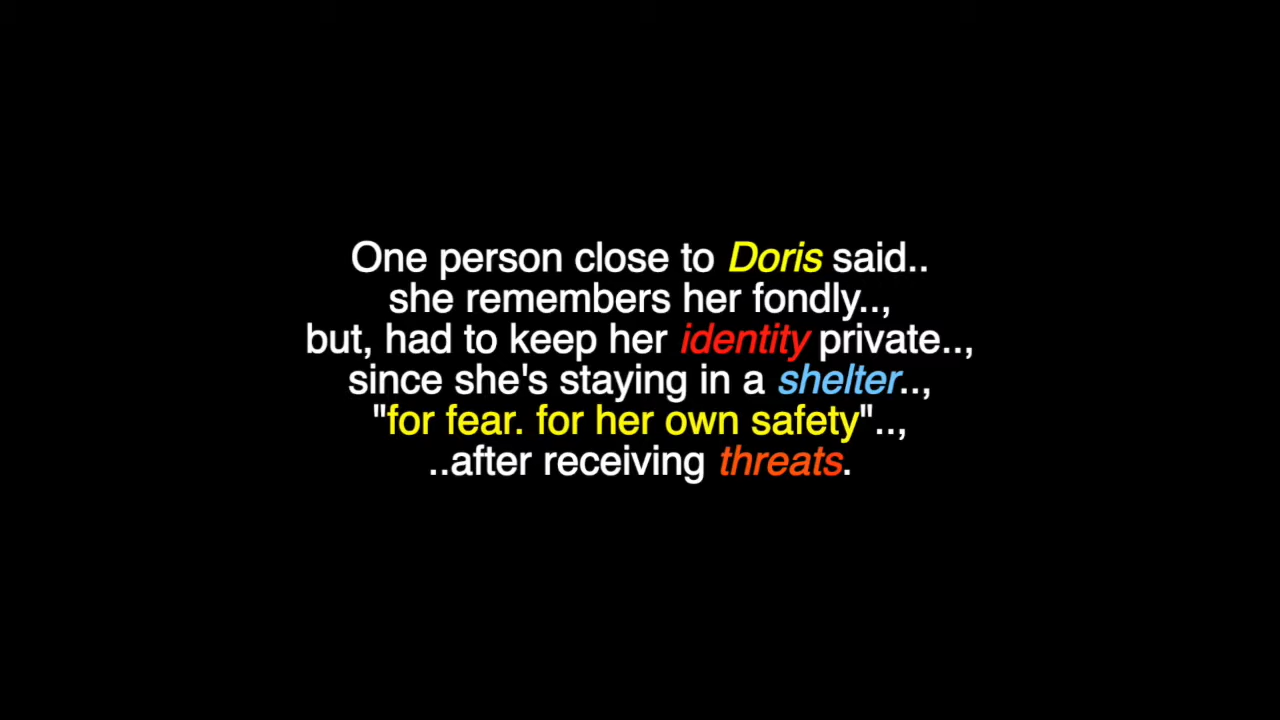 One person close to Doris said..
she remembers her fondly..,
but, had to keep her identity private..,
since she's staying in a shelter..,
"for fear. for her own safety"..,
..after receiving threats.